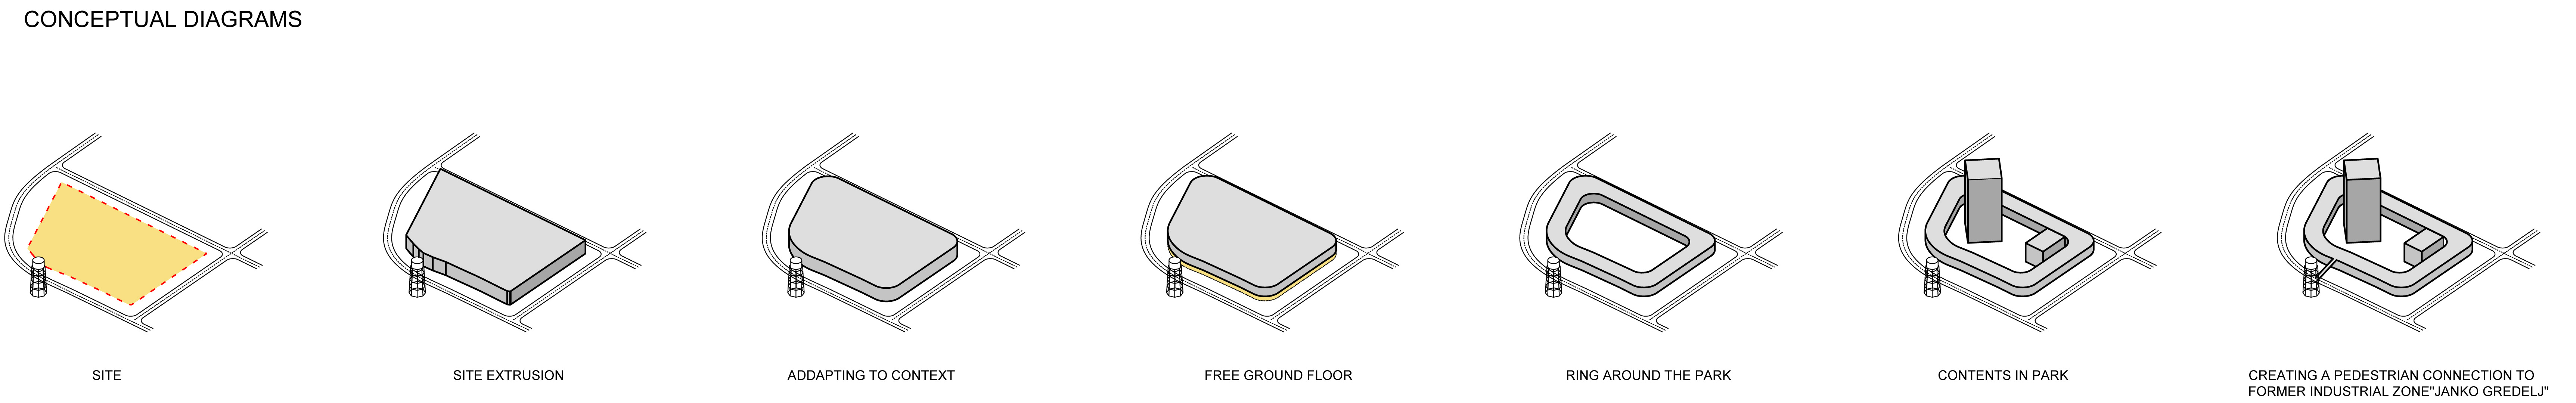 CONCEPTUAL DIAGRAMS
SITE
SITE EXTRUSION
ADDAPTING TO CONTEXT
FREE GROUND FLOOR
RING AROUND THE PARK
CONTENTS IN PARK
CREATING A PEDESTRIAN CONNECTION TO
FORMER INDUSTRIAL ZONE"JANKO GREDELJ"